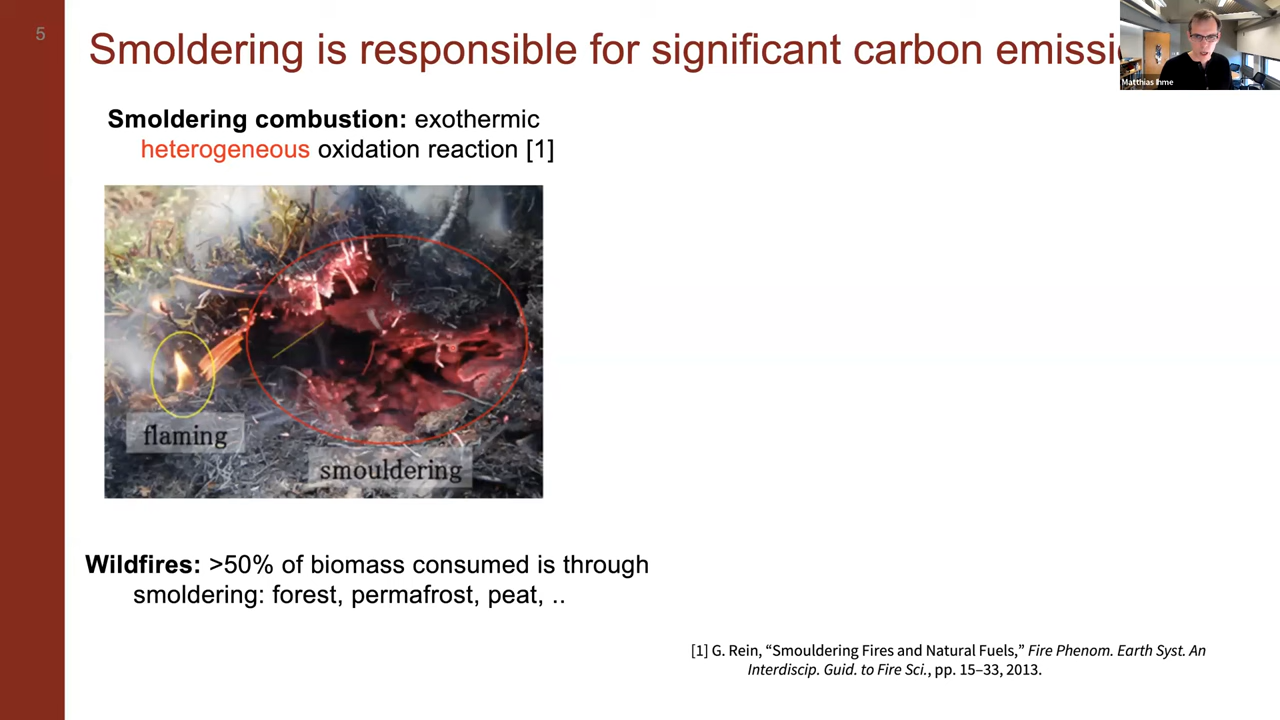 5
Smoldering is responsible for significant carbon
Matthias Ihme
Smoldering combustion: exothermic
heterogeneous oxidation reaction [1]
flaming
smouldering
Wildfires: >50% of biomass consumed is through
smoldering: forest, permafrost, peat, ..
[1] G. Rein, “Smouldering Fires and Natural Fuels,” Fire Phenom. Earth Syst. An
Interdiscip. Guid. to Fire Sci., pp. 15–33, 2013.